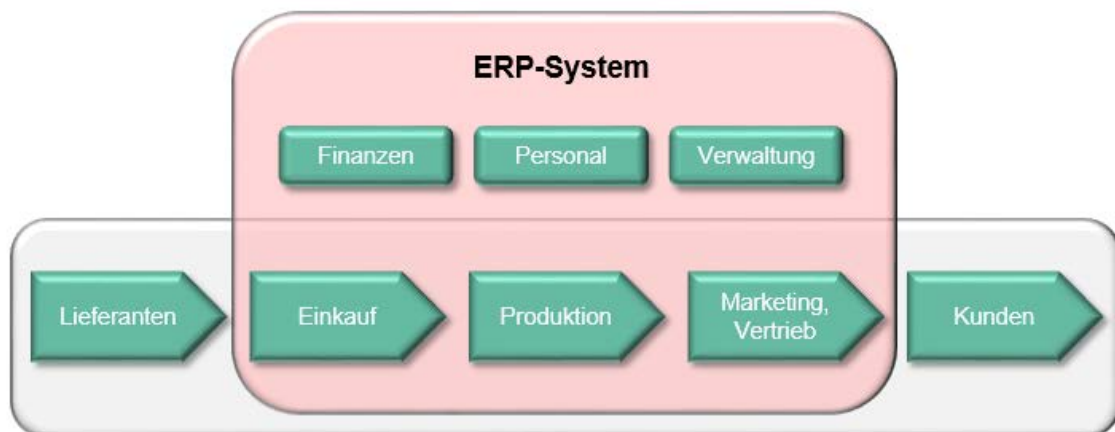 ERP-System
Finanzen
Personal
Verwaltung
Lieferanten
Einkauf
Produktion
Marketing,
Vertrieb
Kunden